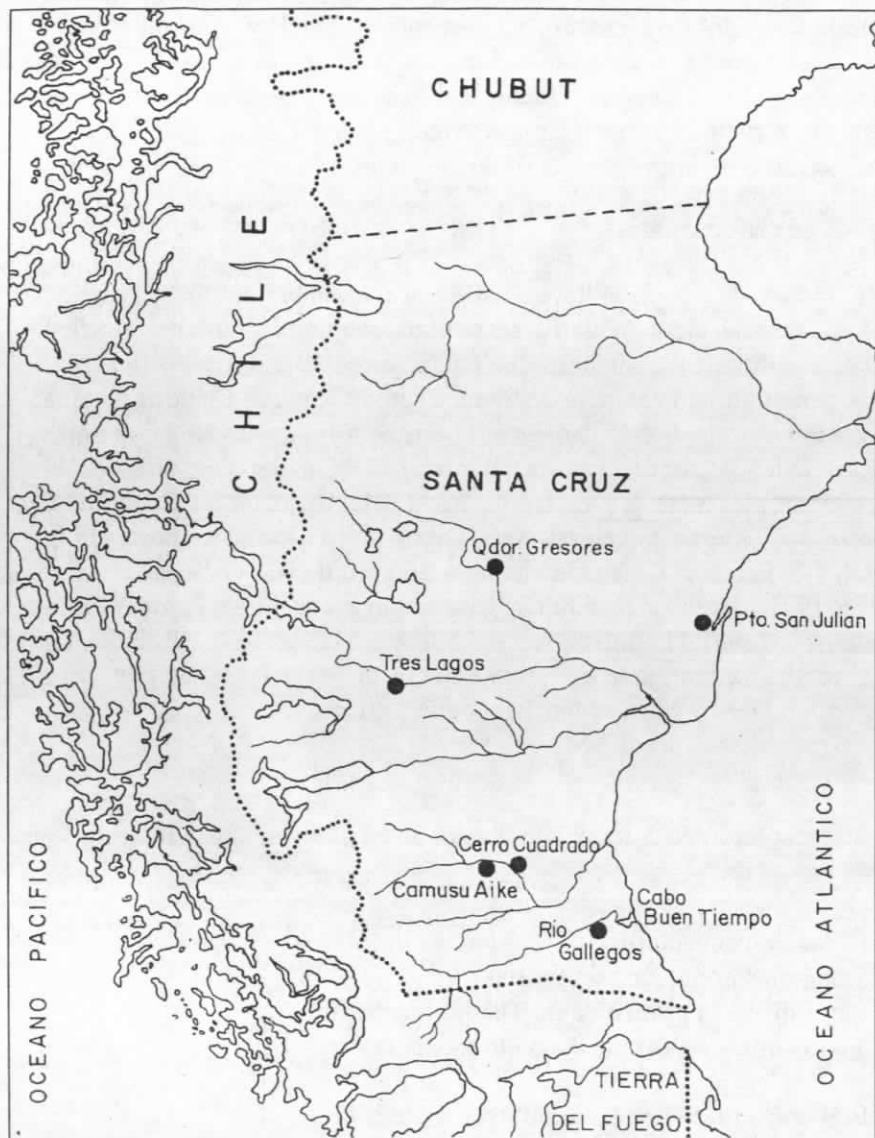 CHUBUT
CHILE
SANTA CRUZ
Qdor. Gresores
Pto. San Julián
Tres Lagos
Cerro Cuadrado
Camusu Aike
Cabo
Buen Tiempo
Rio
Gallegos
OCEANO PACIFICO
OCEANO ATLANTICO
TIERRA
DEL FUEGO